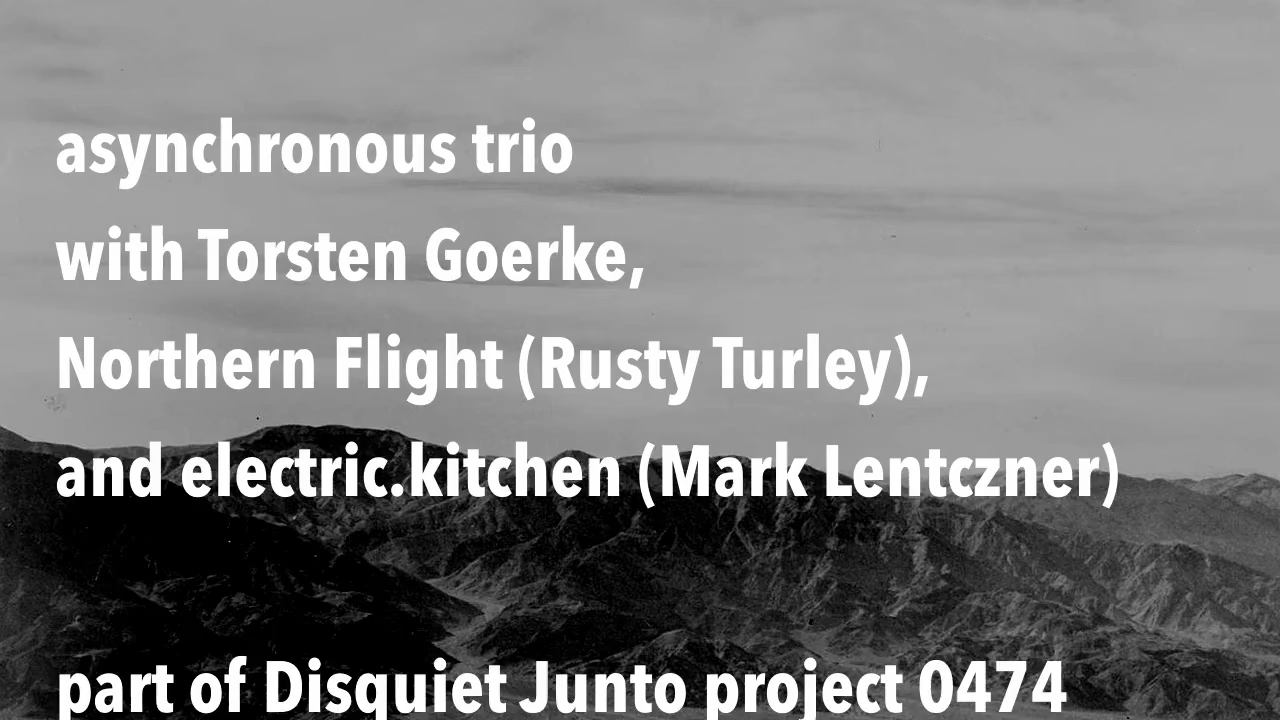 asynchronous trio
with Torsten Goerke,
Northern Flight (Rusty Turley),
and electric.kitchen (Mark Lentczner)
part of Disquiet Junto project 0474